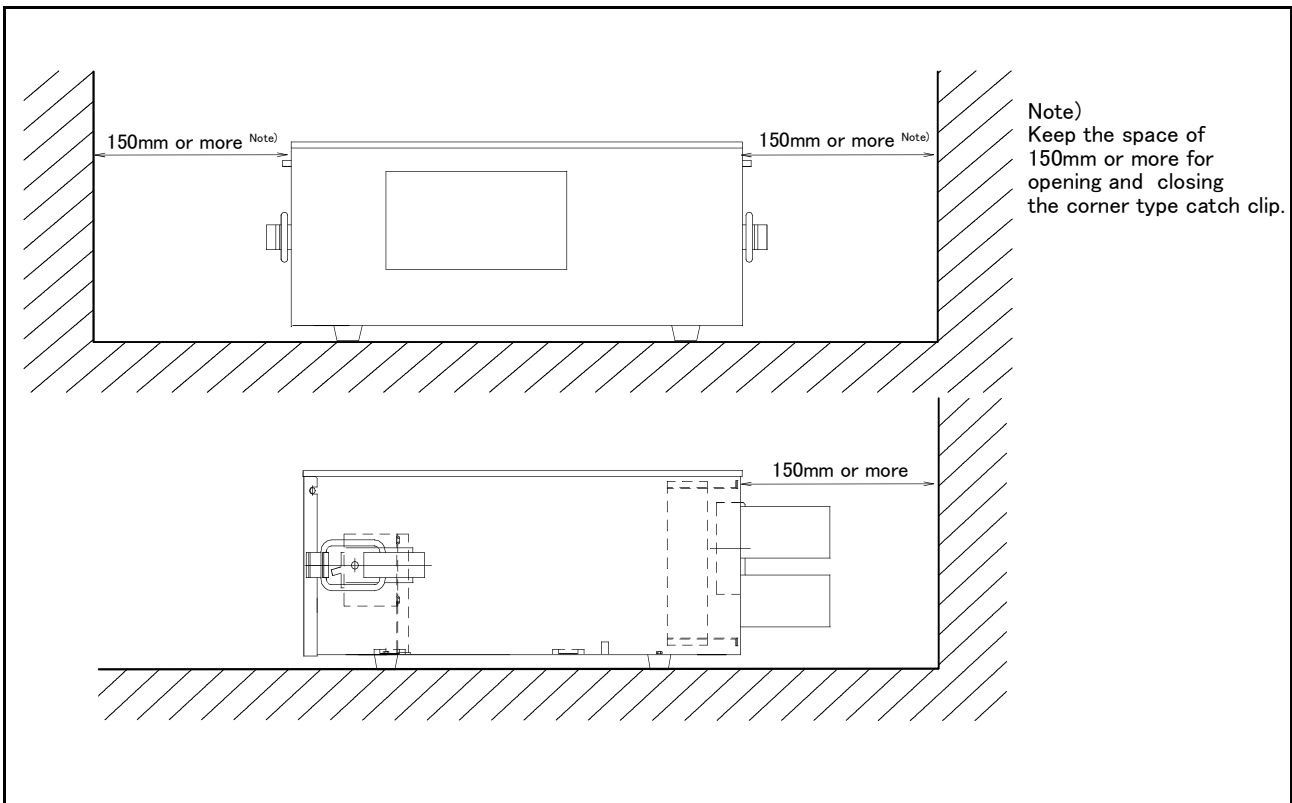 150mm or more Note)
150mm or more Note)
Note)
Keep the space of
150mm or more for
opening and closing
the corner type catch clip.
150mm or more